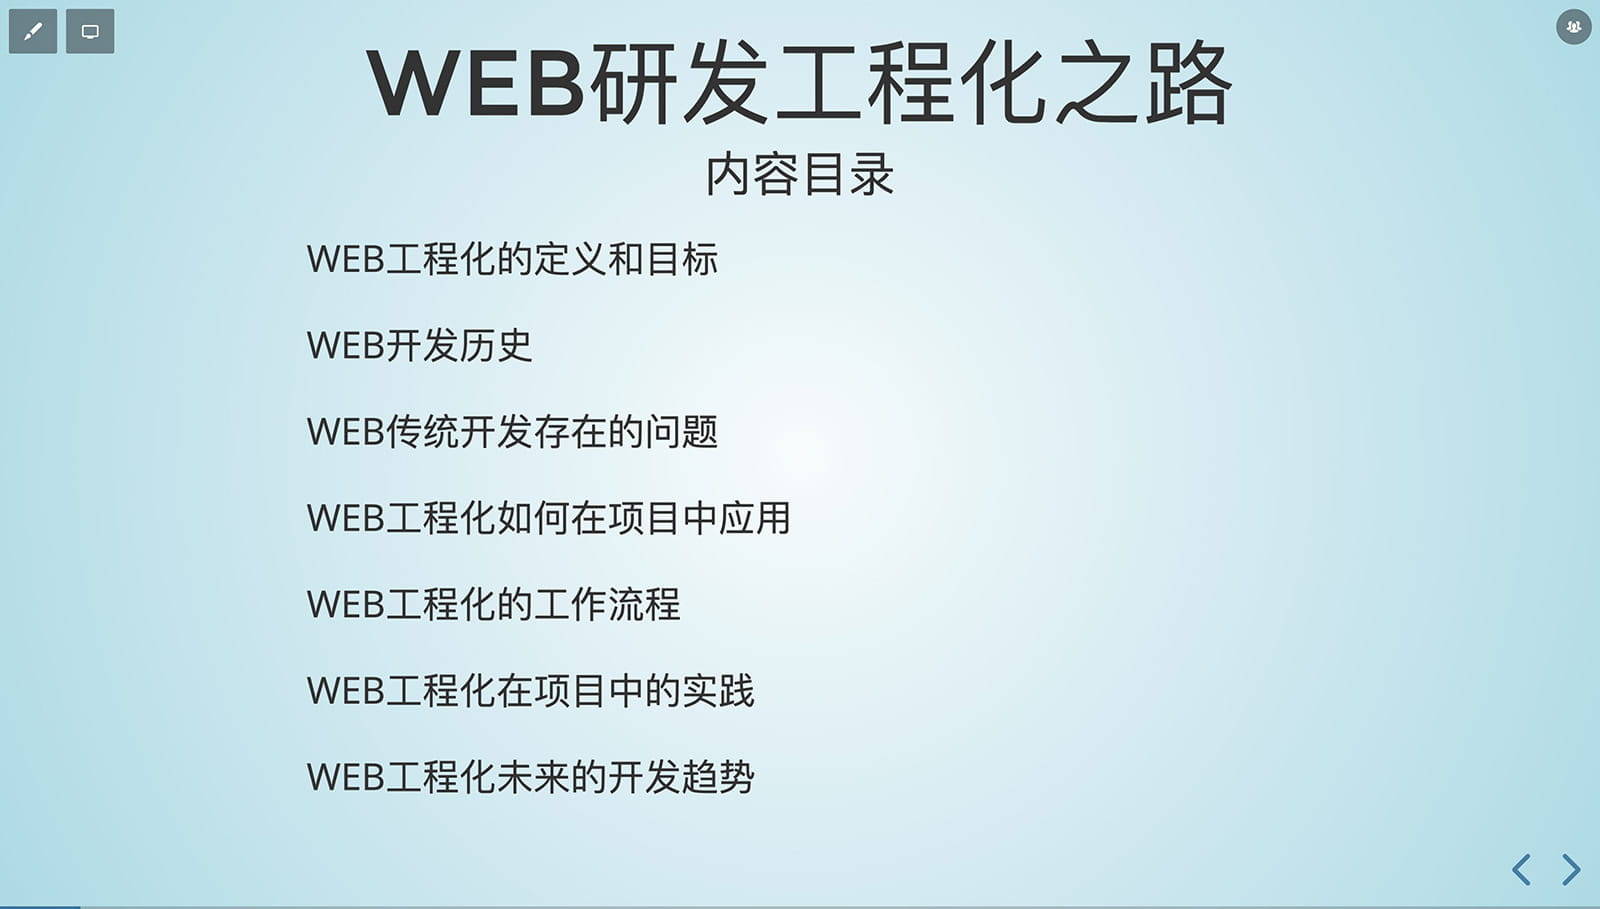 WEB研发工程化之路
内容目录
WEB工程化的定义和目标
WEB开发历史
WEB传统开发存在的问题
WEB工程化如何在项目中应用
WEB工程化的工作流程
WEB工程化在项目中的实践
WEB工程化未来的开发趋势